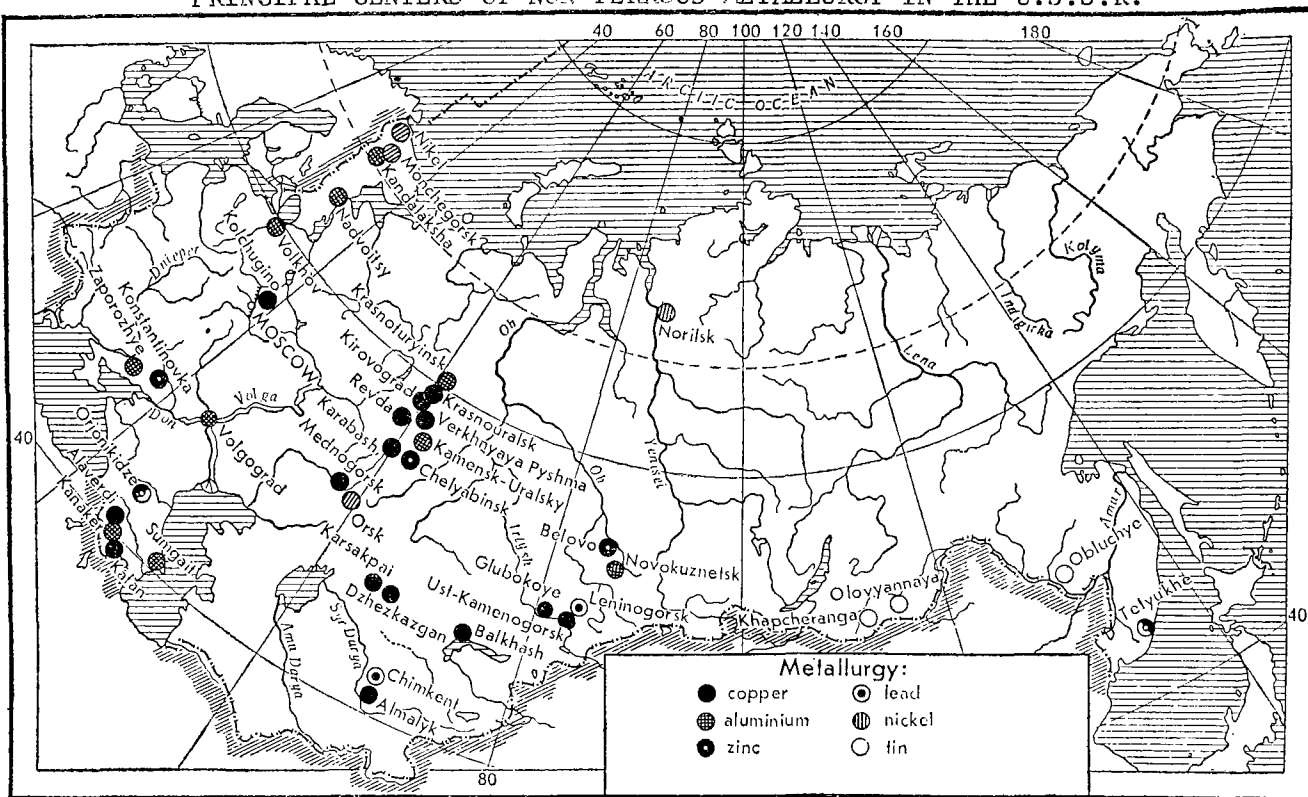 PRINCIPAL CENTERS OF NON-FERROUS METALLURGY IN THE U.S.S.R.
40 60 80 100 120 140 160 180
ARCTIC OCEAN
Nikel
Monchegorsk
Kandalaksha
Nadvoitsy
Volkhov
Kolchugino
MOSCOW
Dnieper
Zaporozhye
Konstantinovka
Don
Volga
Volgograd
40
Ordzhonikidze
Alaverdi
Kanaker
Kafan
Sumgait
Krasnoturyinsk
Kirovgrad
Revda
Karabash
Mednogorsk
Krasnouralsk
Verkhnyaya Pyshma
Kamensk-Uralsky
Chelyabinsk
Orsk
Ob
Norilsk
Yenisei
Lena
Indigirka
Kolyma
Ob
Irtysh
Belovo
Novokuznetsk
Karsakpai
Dzhezkazgan
Glubokoye
Ust-Kamenogorsk
Leninogorsk
Balkhash
Amu Darya
Syr Darya
Chimkent
Almalyk
Khapcheranga
Olovyannaya
Obluchye
Amur
Tetyukhe
40
80
Metallurgy:
copper
lead
aluminium
nickel
zinc
tin